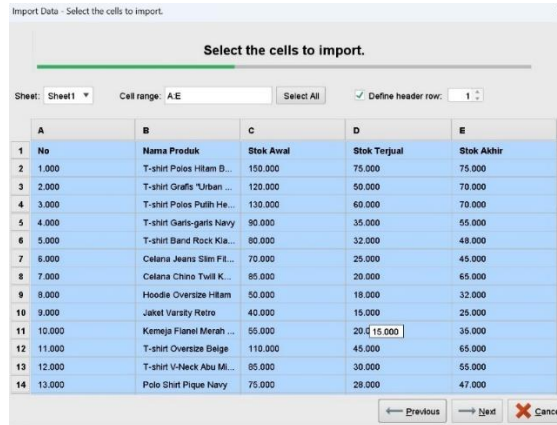 Import Data - Select the cells to import.
Select the cells to import.
Sheet: Sheet1 Cell range: A:E Select All Define header row: 1
A B C D E
1 No Nama Produk Stok Awal Stok Terjual Stok Akhir
2 1.000 T-shirt Polos Hitam B... 150.000 75.000 75.000
3 2.000 T-shirt Grafis "Urban ... 120.000 50.000 70.000
4 3.000 T-shirt Polos Putih He... 130.000 60.000 70.000
5 4.000 T-shirt Garis-garis Navy 90.000 35.000 55.000
6 5.000 T-shirt Band Rock Kla... 80.000 32.000 48.000
7 6.000 Celana Jeans Slim Fit... 70.000 25.000 45.000
8 7.000 Celana Chino Twill K... 85.000 20.000 65.000
9 8.000 Hoodie Oversize Hitam 50.000 18.000 32.000
10 9.000 Jaket Varsity Retro 40.000 15.000 25.000
11 10.000 Kemeja Flanel Merah ... 55.000 20.0 15.000 35.000
12 11.000 T-shirt Oversize Beige 110.000 45.000 65.000
13 12.000 T-shirt V-Neck Abu Mi... 85.000 30.000 55.000
14 13.000 Polo Shirt Pique Navy 75.000 28.000 47.000
Previous Next Cance